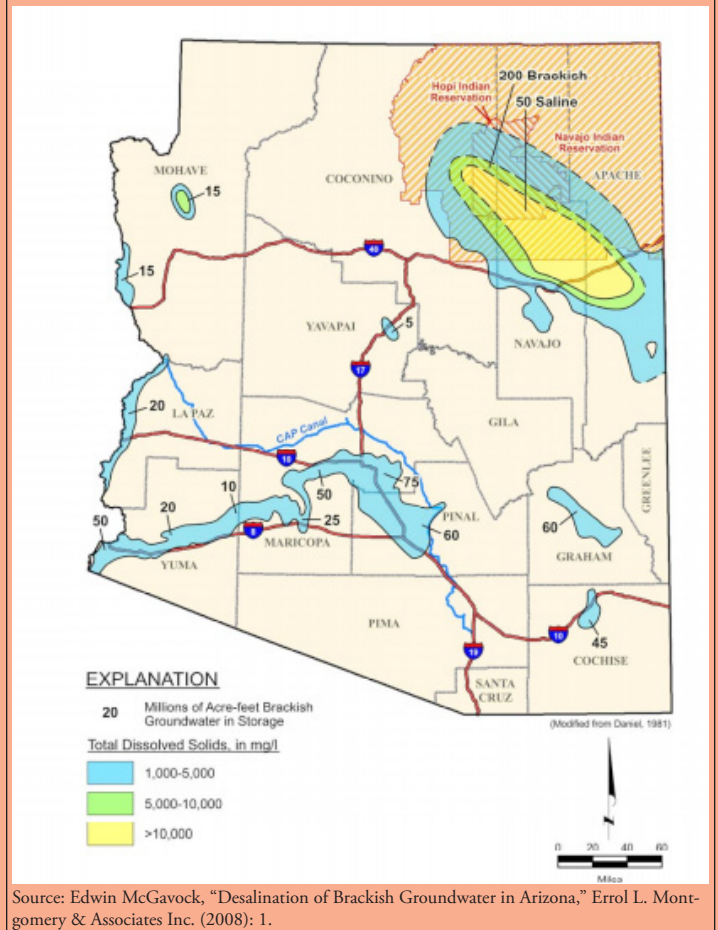 200 Brackish
Hopi Indian
Reservation
50 Saline
Navajo Indian
Reservation
MOHAVE
COCONINO
APACHE
15
40
15
YAVAPAI
5
NAVAJO
17
20
LA PAZ
GILA
CAP Canal
10
GREENLEE
75
50
10
20
25
PINAL
60
60
50
8
MARICOPA
GRAHAM
YUMA
PIMA
10
45
19
COCHISE
SANTA
CRUZ
EXPLANATION
20 Millions of Acre-feet Brackish
Groundwater in Storage
(Modified from Daniel, 1981)
Total Dissolved Solids, in mg/l
1,000-5,000
5,000-10,000
>10,000
0 20 40 60
Miles
Source: Edwin McGavock, “Desalination of Brackish Groundwater in Arizona,” Errol L. Mont-
gomery & Associates Inc. (2008): 1.